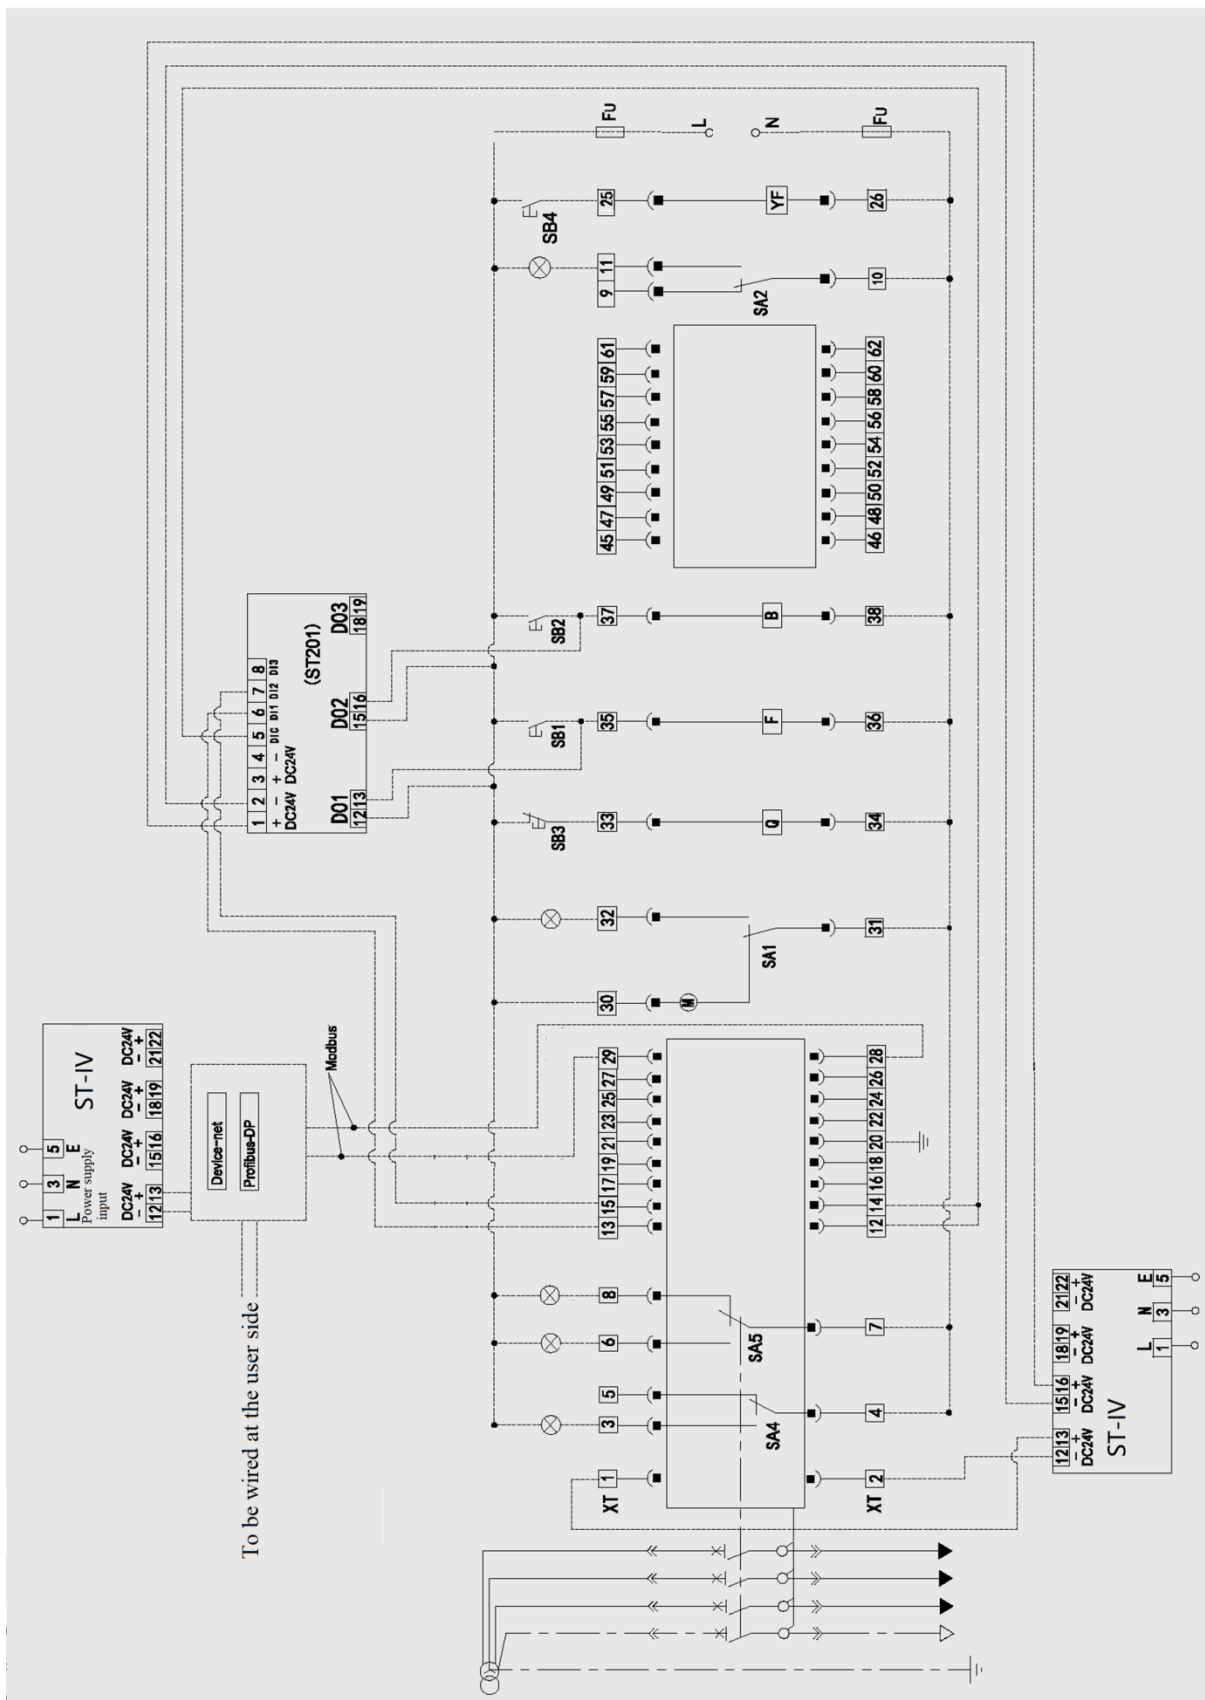 1 3 5
L N E
Power supply
input
ST-IV
DC24V DC24V DC24V DC24V
- + - + - + - +
12 13 15 16 18 19 21 22
Device-net
Profibus-DP
To be wired at the user side
Modbus
1 2 3 4 5 6 7 8
+ - + - DIC DI1 DI2 DI3
DC24V DC24V
(ST201)
DO1 DO2 DO3
12 13 15 16 18 19
SB3 SB1 SB2 SB4
XT 1 3 5 6 8 13 15 17 19 21 23 25 27 29 30 32 33 35 37 45 47 49 51 53 55 57 59 61 9 11 25 Fu
L
SA4 SA5 M SA1 Q F B SA2 YF
N
XT 2 4 7 12 14 16 18 20 22 24 26 28 31 34 36 38 46 48 50 52 54 56 58 60 62 10 26 Fu
12 13 15 16 18 19 21 22
- + - + - + - +
DC24V DC24V DC24V DC24V
ST-IV
L N E
1 3 5